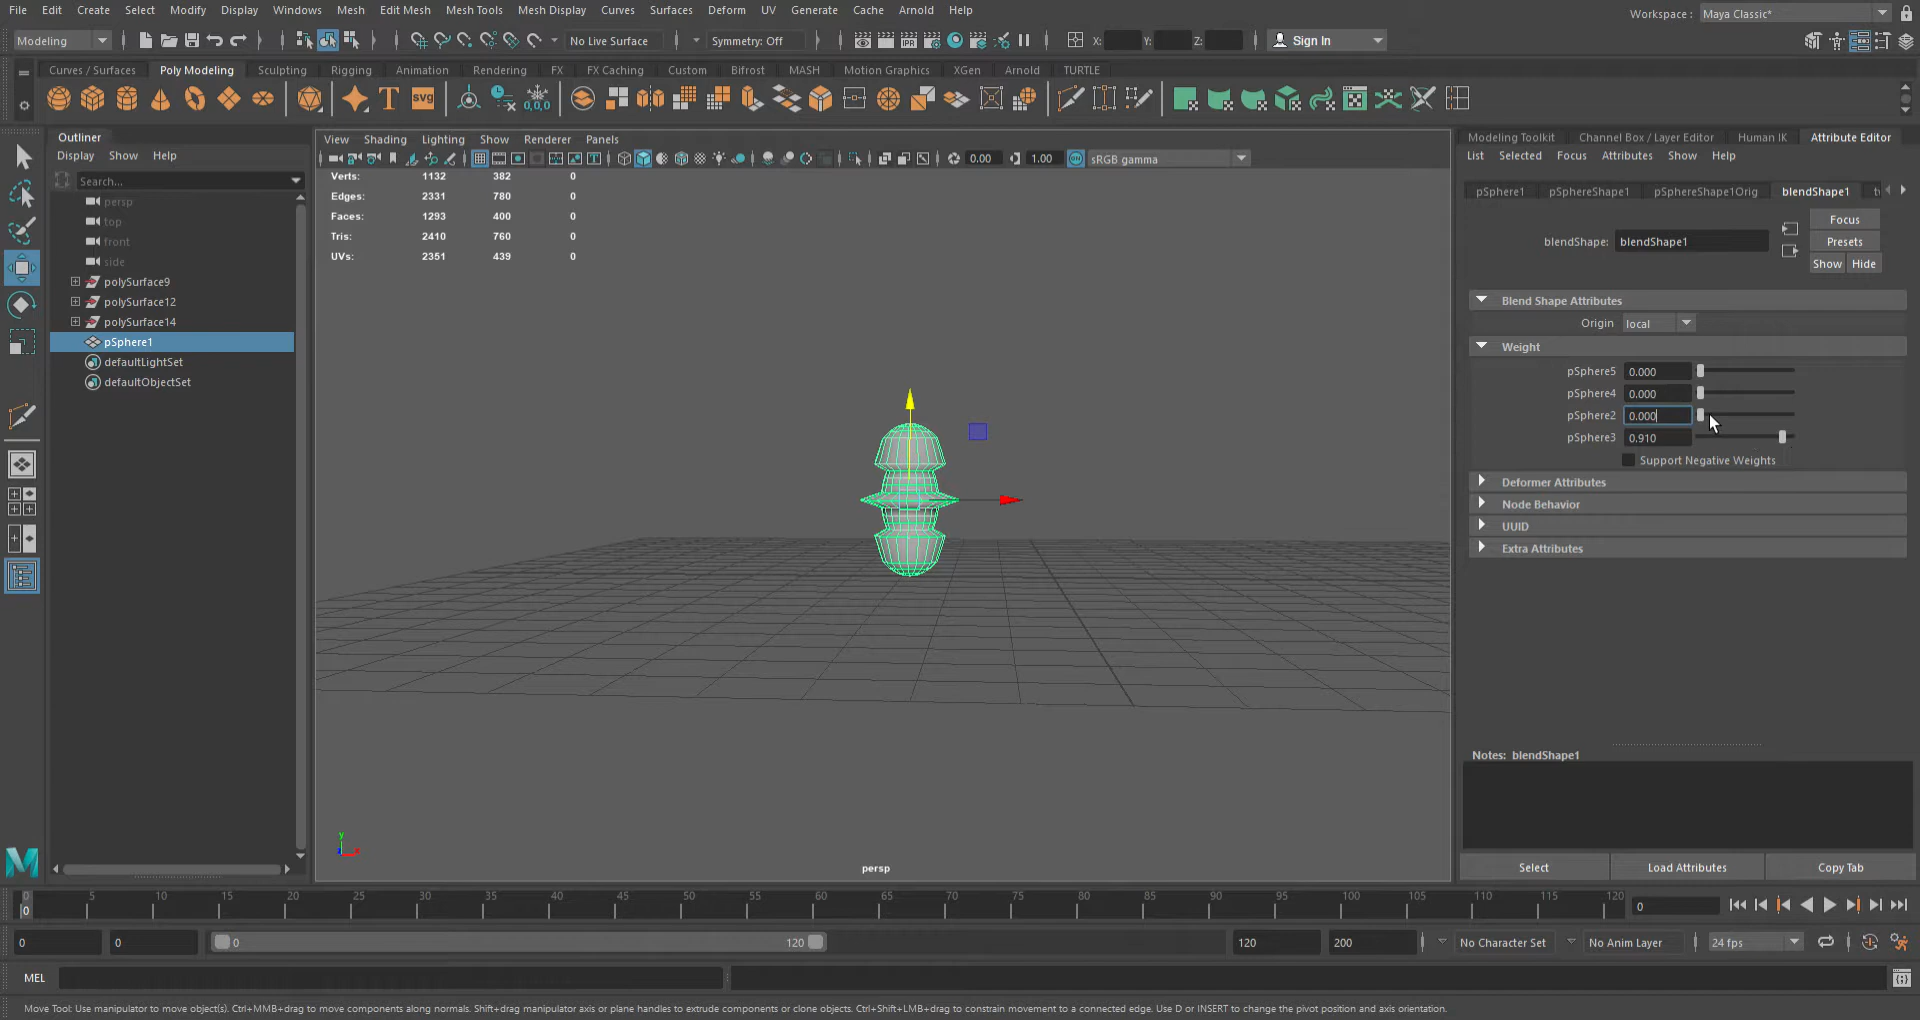 File Edit Create Select Modify Display Windows Mesh Edit Mesh Mesh Tools Mesh Display Curves Surfaces Deform UV Generate Cache Arnold Help
Workspace : Maya Classic*
Modeling No Live Surface Symmetry: Off IPR X: Y: Z: Sign In
Curves / Surfaces Poly Modeling Sculpting Rigging Animation Rendering FX FX Caching Custom Bifrost MASH Motion Graphics XGen Arnold TURTLE
T svg 0,0,0
Outliner
Display Show Help
Search...
persp
top
front
side
polySurface9
polySurface12
polySurface14
pSphere1
defaultLightSet
defaultObjectSet
View Shading Lighting Show Renderer Panels
0.00 1.00 sRGB gamma
Verts: 1132 382 0
Edges: 2331 780 0
Faces: 1293 400 0
Tris: 2410 760 0
UVs: 2351 439 0
y
persp
Modeling Toolkit Channel Box / Layer Editor Human IK Attribute Editor
List Selected Focus Attributes Show Help
pSphere1 pSphereShape1 pSphereShape1Orig blendShape1
Focus
blendShape: blendShape1 Presets
Show Hide
Blend Shape Attributes
Origin local
Weight
pSphere5 0.000
pSphere4 0.000
pSphere2 0.000
pSphere3 0.910
Support Negative Weights
Deformer Attributes
Node Behavior
UUID
Extra Attributes
Notes: blendShape1
Select Load Attributes Copy Tab
0 5 10 15 20 25 30 35 40 45 50 55 60 65 70 75 80 85 90 95 100 105 110 115 120
0 0
0 0 0 120 120 200 No Character Set No Anim Layer 24 fps
MEL
Move Tool: Use manipulator to move object(s). Ctrl+MMB+drag to move components along normals. Shift+drag manipulator axis or plane handles to extrude components or clone objects. Ctrl+Shift+LMB+drag to constrain movement to a connected edge. Use D or INSERT to change the pivot position and axis orientation.